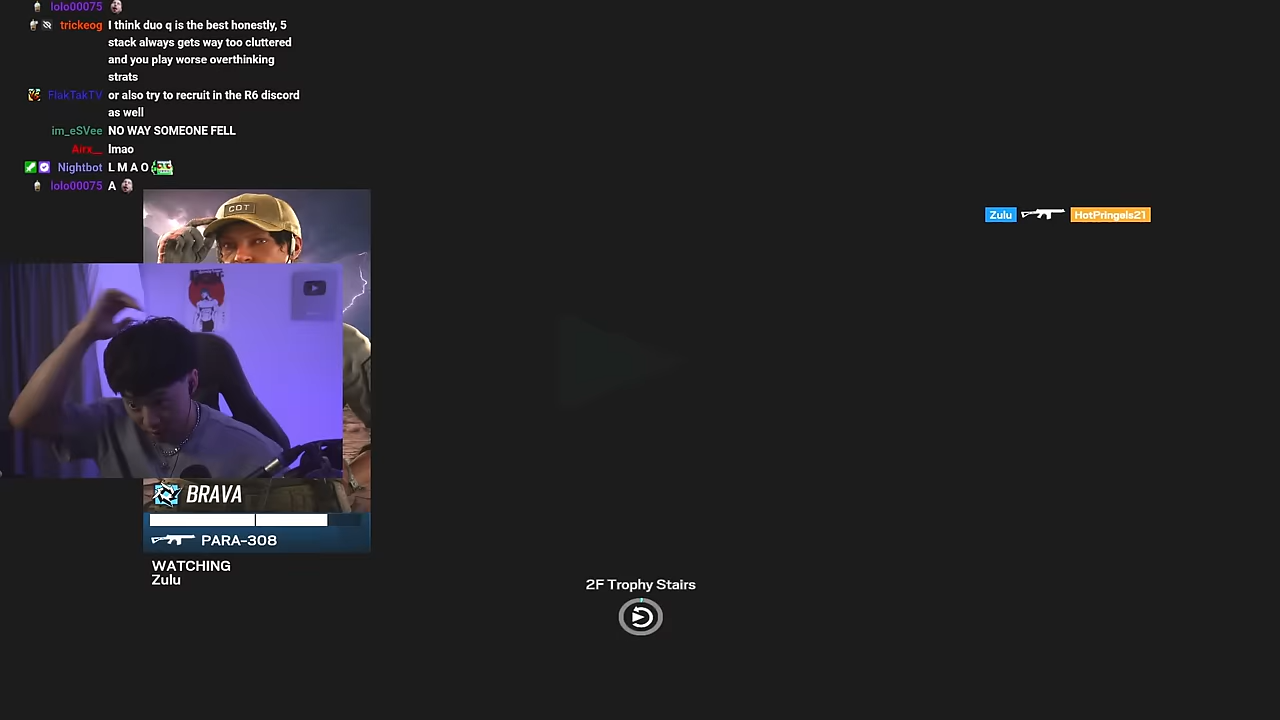 lolo00075
trickeog I think duo q is the best honestly, 5
stack always gets way too cluttered
and you play worse overthinking
strats
FlakTakTV or also try to recruit in the R6 discord
as well
im_eSVee NO WAY SOMEONE FELL
Airx__ lmao
Nightbot L M A O
lolo00075 A
Zulu HotPringels21
CDT
BRAVA
PARA-308
WATCHING
Zulu
2F Trophy Stairs